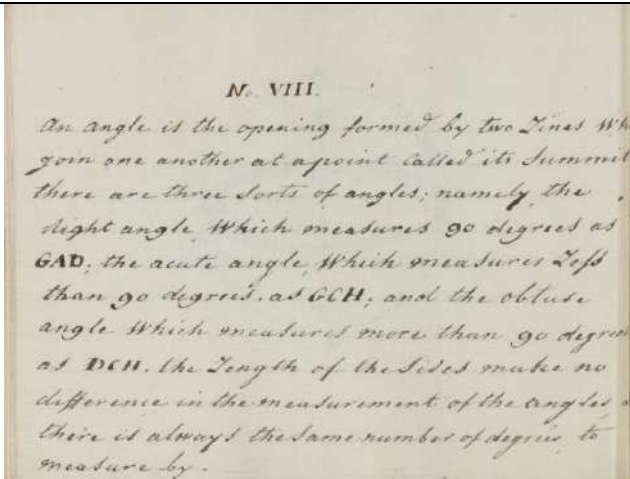 No. VIII.
An angle is the opening formed by two Lines Wh
join one another at a point Called its Summit
there are three Sorts of angles; namely the
Right angle Which measures 90 degrees as
GAD; the acute angle, Which measures Less
than 90 degrees. as GCH; and the obtuse
angle Which measures more than 90 degrees
as DCH. the Length of the Sides make no
difference in the measurement of the angles
there is always the Same number of degrees to
measure by.